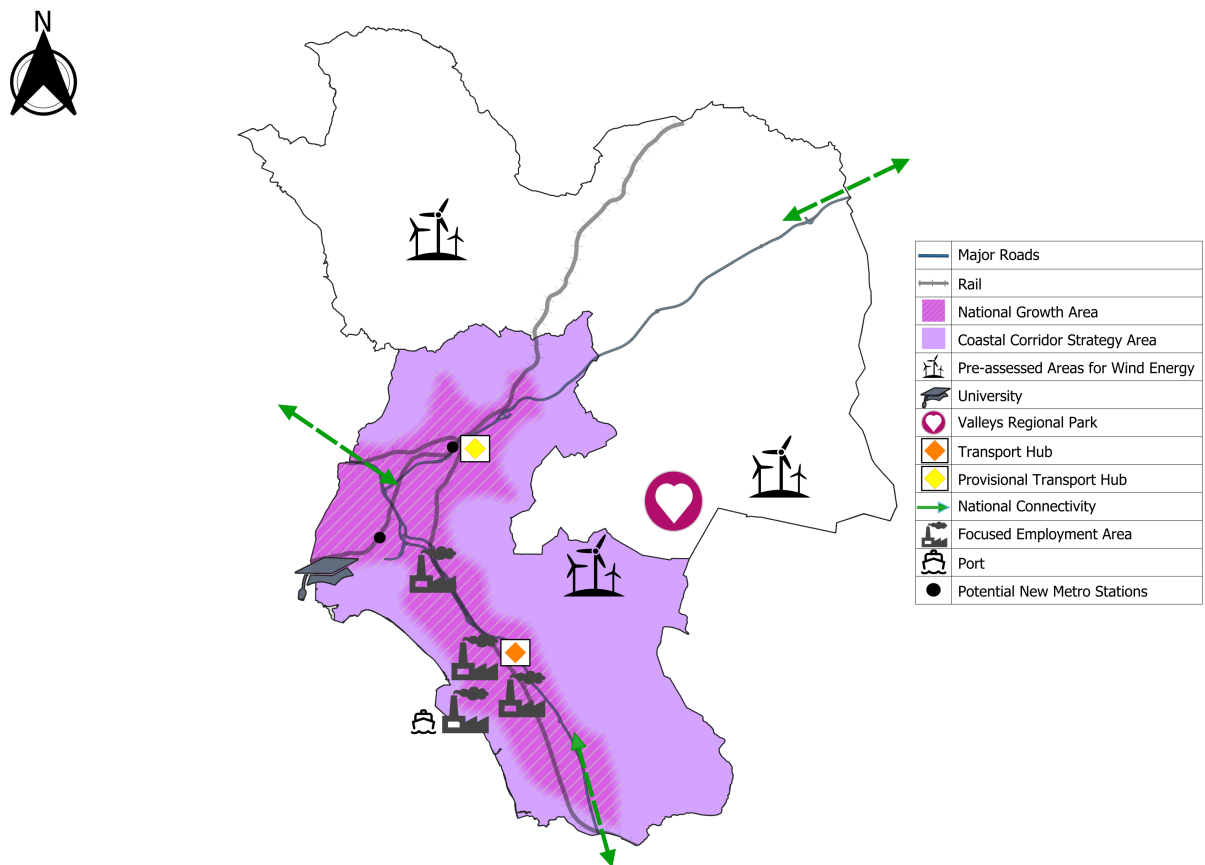 N
Major Roads
Rail
National Growth Area
Coastal Corridor Strategy Area
Pre-assessed Areas for Wind Energy
University
Valleys Regional Park
Transport Hub
Provisional Transport Hub
National Connectivity
Focused Employment Area
Port
Potential New Metro Stations